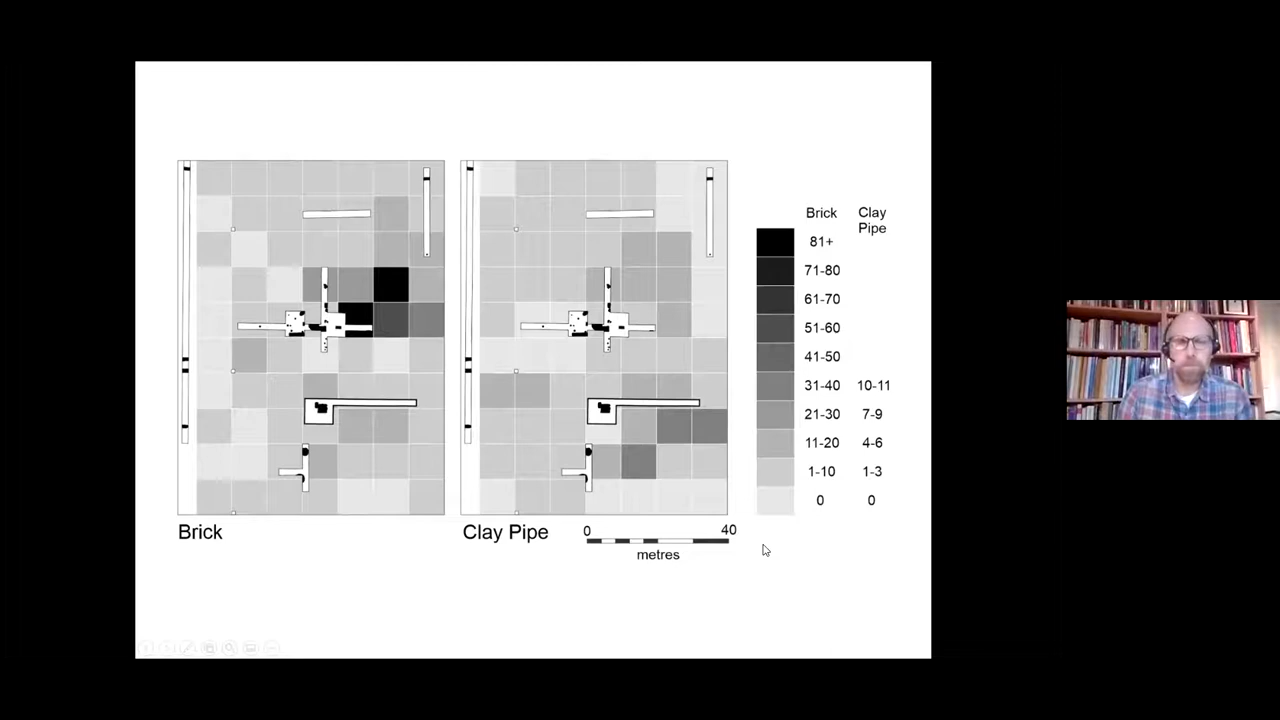 Brick
Clay Pipe
0 40
metres
Brick Clay
Pipe
81+
71-80
61-70
51-60
41-50
31-40 10-11
21-30 7-9
11-20 4-6
1-10 1-3
0 0